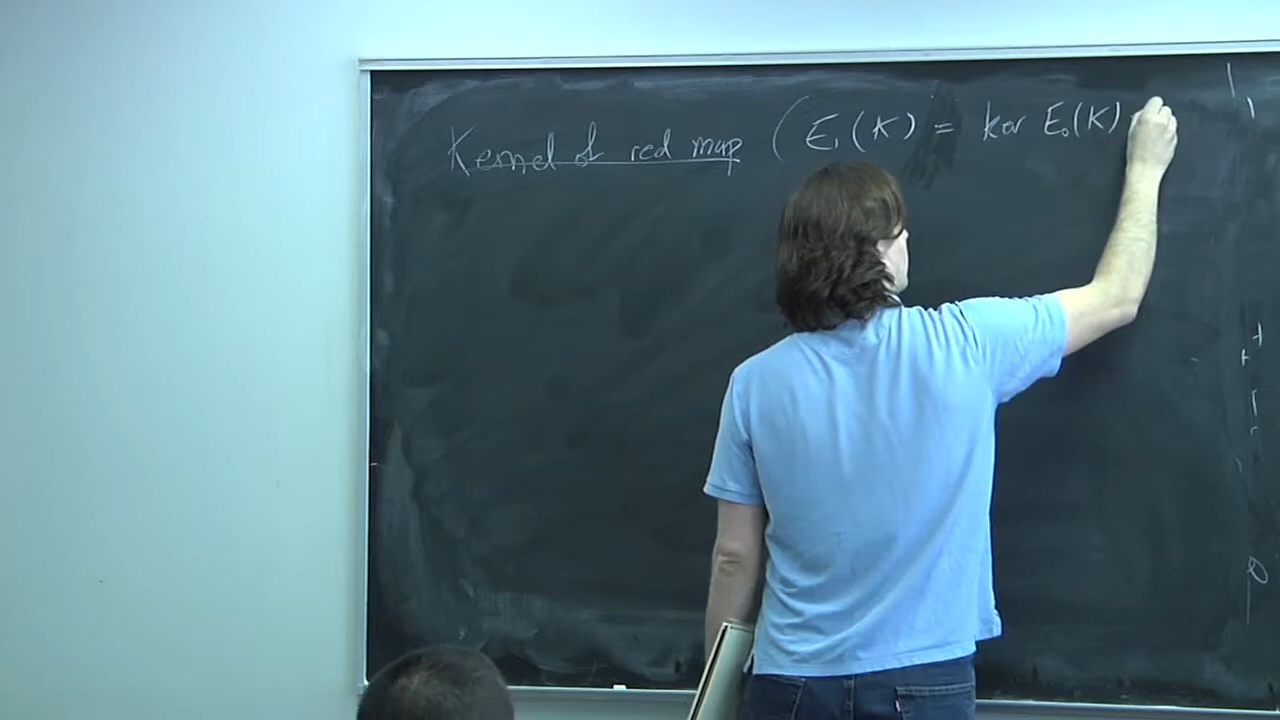 Kernel of red map (E₁(K) = ker E₀(K)